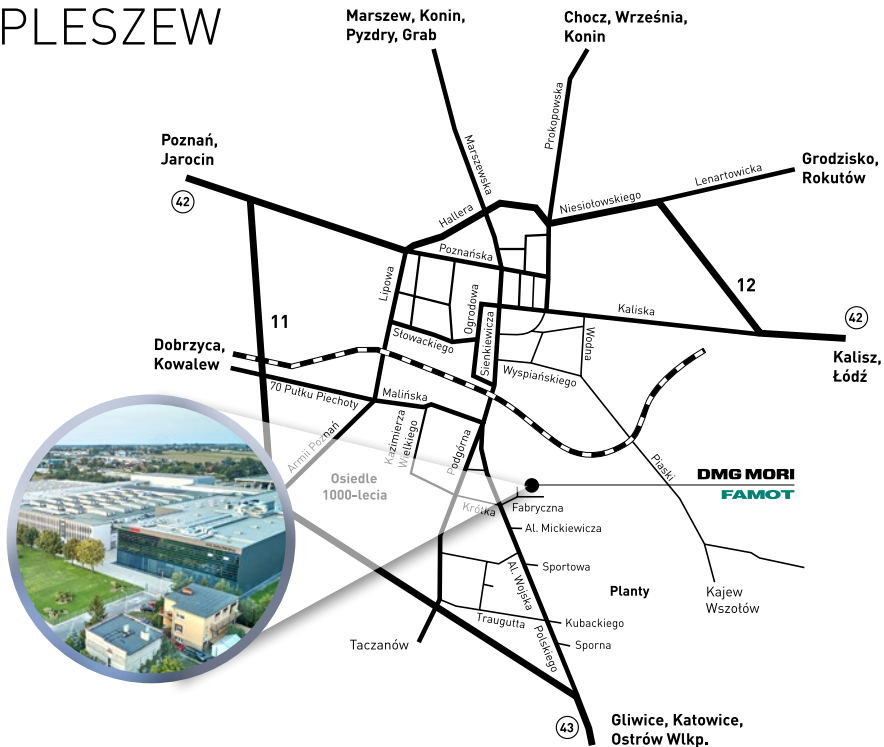 PLESZEW
Marszew, Konin,
Pyzdry, Grab
Chocz, Września,
Konin
Prokopowska
Marszewska
Poznań,
Jarocin
42
Grodzisko,
Rokutów
Lenartowicka
Niesiołowskiego
Hallera
Poznańska
Lipowa
Ogrodowa
12
11
Kaliska
42
Kalisz,
Łódź
Słowackiego
Sienkiewicza
Wodna
Dobrzyca,
Kowalew
Wyspiańskiego
70 Pułku Piechoty
Malińska
Kazimierza
Wielkiego
Armii Poznań
Podgórna
Piaski
Osiedle
1000-lecia
DMG MORI
FAMOT
Krótka
Fabryczna
Al. Mickiewicza
Sportowa
Al. Wojska
Polskiego
Planty
Kajew
Wszołów
Traugutta
Kubackiego
Sporna
Taczanów
43
Gliwice, Katowice,
Ostrów Wlkp.